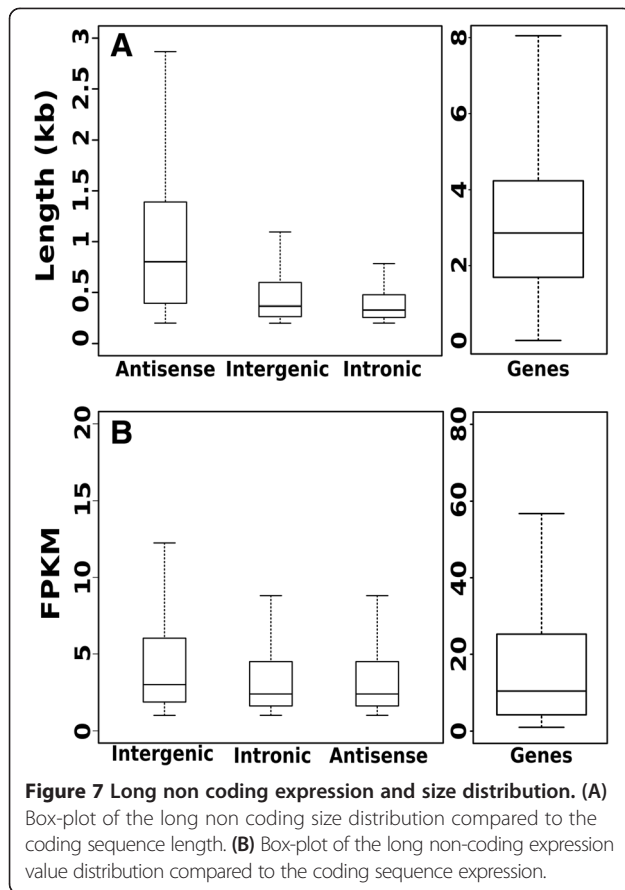 A
Length (kb)
3
2.5
2
1.5
1
0.5
0
8
6
4
2
0
Antisense Intergenic Intronic
Genes
B
FPKM
20
15
10
5
0
80
60
40
20
0
Intergenic Intronic Antisense
Genes
Figure 7 Long non coding expression and size distribution. (A)
Box-plot of the long non coding size distribution compared to the
coding sequence length. (B) Box-plot of the long non-coding expression
value distribution compared to the coding sequence expression.